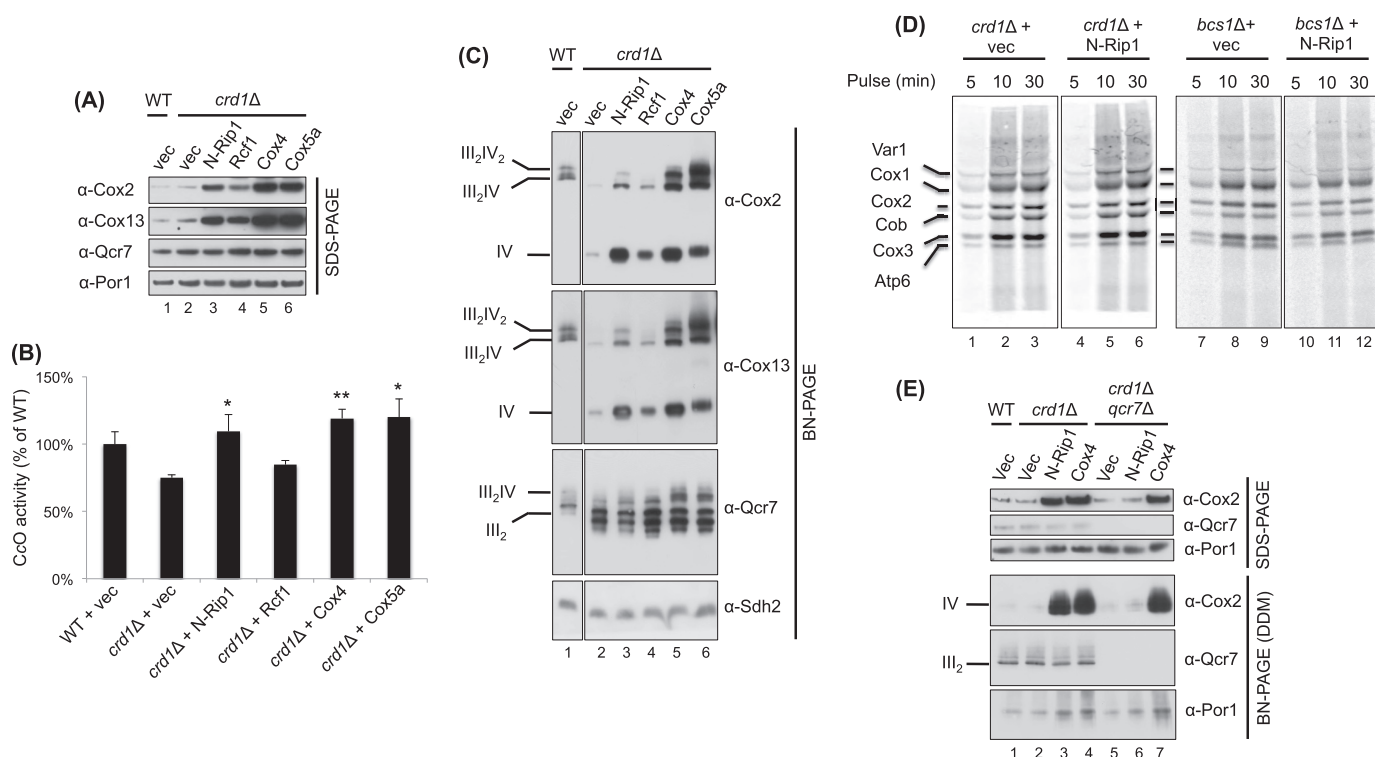 (A)
WT crd1Δ
vec vec N-Rip1 Rcf1 Cox4 Cox5a
α-Cox2
α-Cox13
α-Qcr7
α-Por1
SDS-PAGE
1 2 3 4 5 6
(B)
CcO activity (% of WT)
150%
100%
50%
0%
* ** *
WT + vec
crd1Δ + vec
crd1Δ + N-Rip1
crd1Δ + Rcf1
crd1Δ + Cox4
crd1Δ + Cox5a
(C)
WT crd1Δ
vec vec N-Rip1 Rcf1 Cox4 Cox5a
III2IV2
III2IV
IV
α-Cox2
III2IV2
III2IV
IV
α-Cox13
III2IV
III2
α-Qcr7
α-Sdh2
BN-PAGE
1 2 3 4 5 6
(D)
crd1Δ + vec
crd1Δ + N-Rip1
bcs1Δ+ vec
bcs1Δ + N-Rip1
Pulse (min) 5 10 30 5 10 30 5 10 30 5 10 30
Var1
Cox1
Cox2
Cob
Cox3
Atp6
1 2 3 4 5 6 7 8 9 10 11 12
(E)
WT crd1Δ crd1Δ qcr7Δ
Vec Vec N-Rip1 Cox4 Vec N-Rip1 Cox4
α-Cox2
α-Qcr7
α-Por1
SDS-PAGE
IV
α-Cox2
III2
α-Qcr7
α-Por1
BN-PAGE (DDM)
1 2 3 4 5 6 7